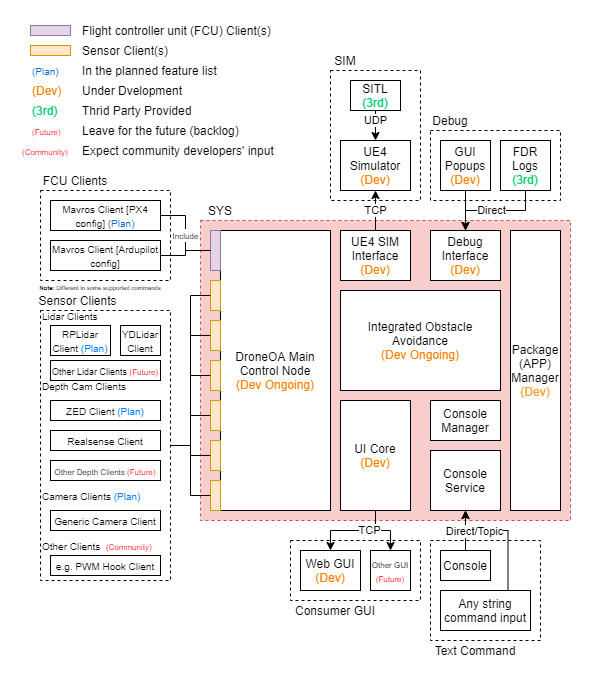 Flight controller unit (FCU) Client(s)
Sensor Client(s)
(Plan) In the planned feature list
(Dev) Under Dvelopment
(3rd) Thrid Party Provided
(Future) Leave for the future (backlog)
(Community) Expect community developers' input
SIM
SITL
(3rd)
UDP
UE4
Simulator
(Dev)
TCP
Debug
GUI
Popups
(Dev)
FDR
Logs
(3rd)
Direct
FCU Clients
Mavros Client [PX4
config] (Plan)
Mavros Client [Ardupilot
config]
Include
Note: Different in some supported commands
SYS
DroneOA Main
Control Node
(Dev Ongoing)
UE4 SIM
Interface
(Dev)
Debug
Interface
(Dev)
Integrated Obstacle
Avoidance
(Dev Ongoing)
Package
(APP)
Manager
(Dev)
UI Core
(Dev)
Console
Manager
Console
Service
Sensor Clients
Lidar Clients
RPLidar
Client (Plan)
YDLidar
Client
Other Lidar Clients (Future)
Depth Cam Clients
ZED Client (Plan)
Realsense Client
Other Depth Clients (Future)
Camera Clients (Plan)
Generic Camera Client
Other Clients (Community)
e.g. PWM Hook Client
TCP
Web GUI
(Dev)
Other GUI
(Future)
Consumer GUI
Direct/Topic
Console
Any string
command input
Text Command